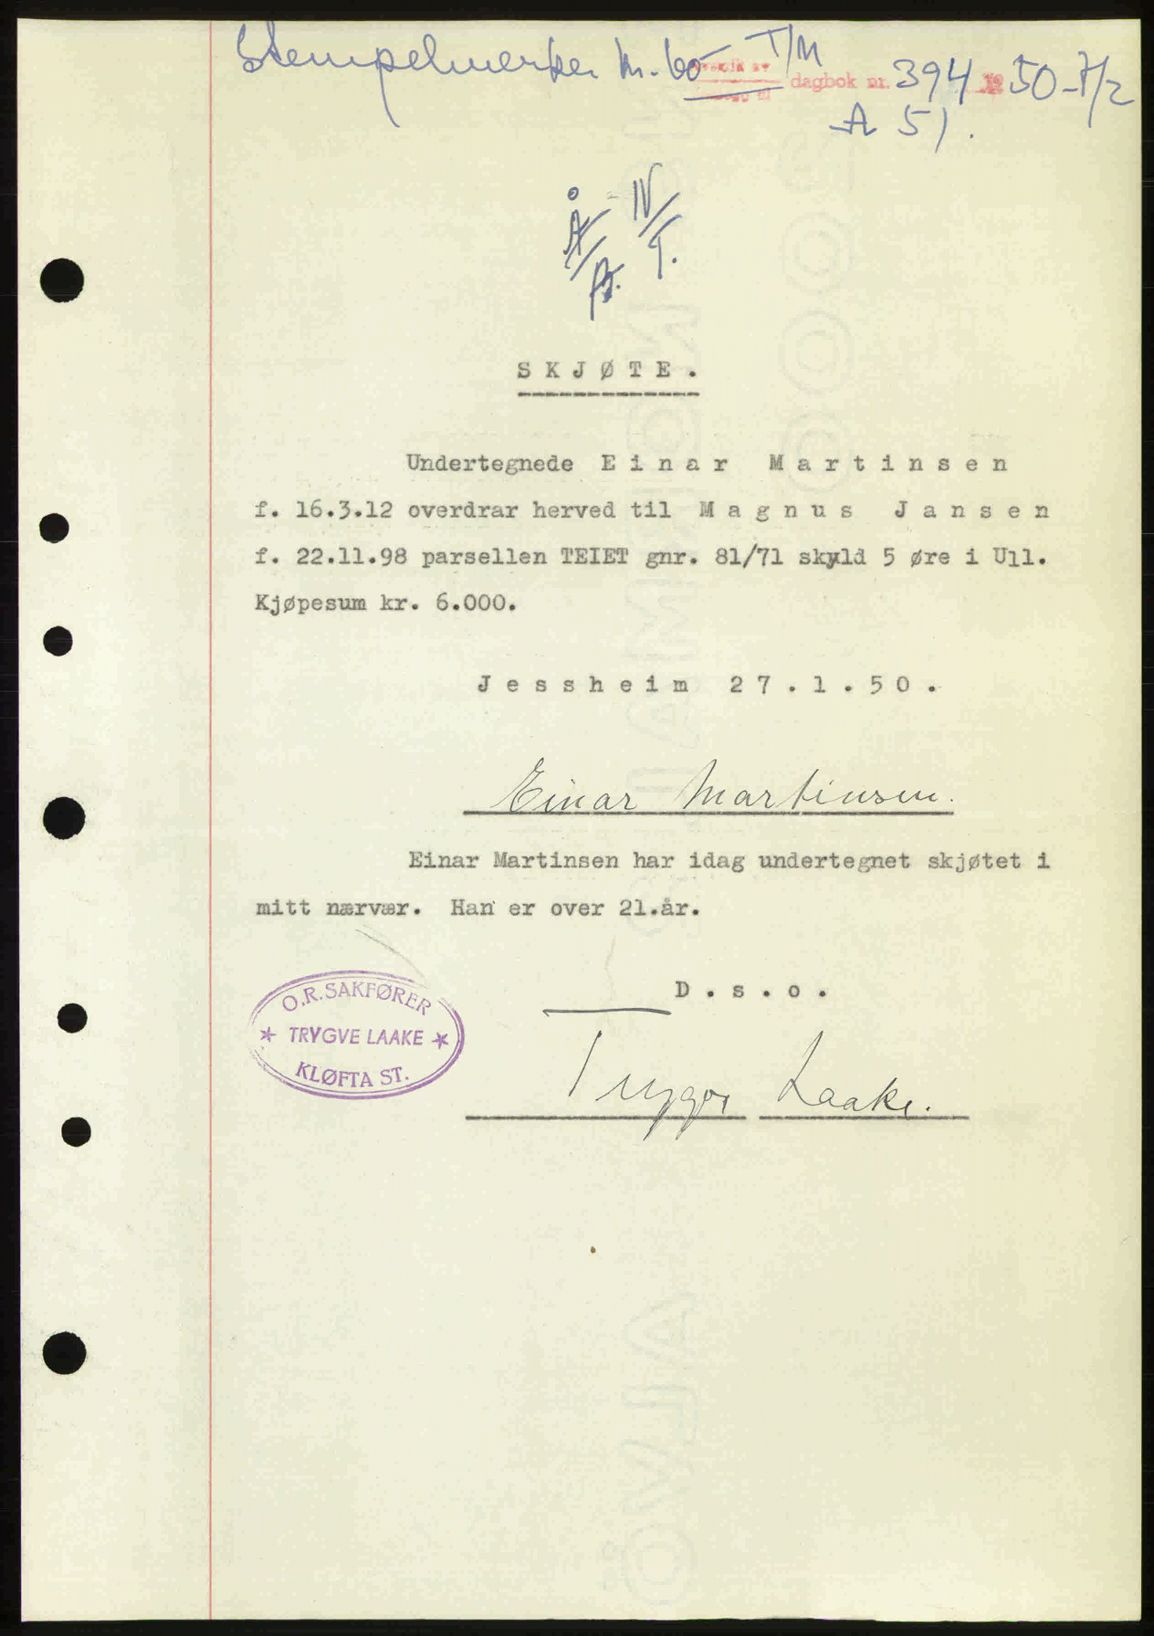 Stempelmerker kr. 60 T/M
dagbok nr. 394 19 50-7/2
A 51.
SKJØTE.
Undertegnede Einar Martinsen
f. 16.3.12 overdrar herved til Magnus Jansen
f. 22.11.98 parsellen TEIET gnr. 81/71 skyld 5 øre i Ull.
Kjøpesum kr. 6.000.
Jessheim 27.1.50.
Einar Martinsen.
Einar Martinsen har idag undertegnet skjøtet i
mitt nærvær. Han er over 21.år.
D.s.o.
O.R.SAKFØRER
* TRYGVE LAAKE *
KLØFTA ST.
Trygve Laake.